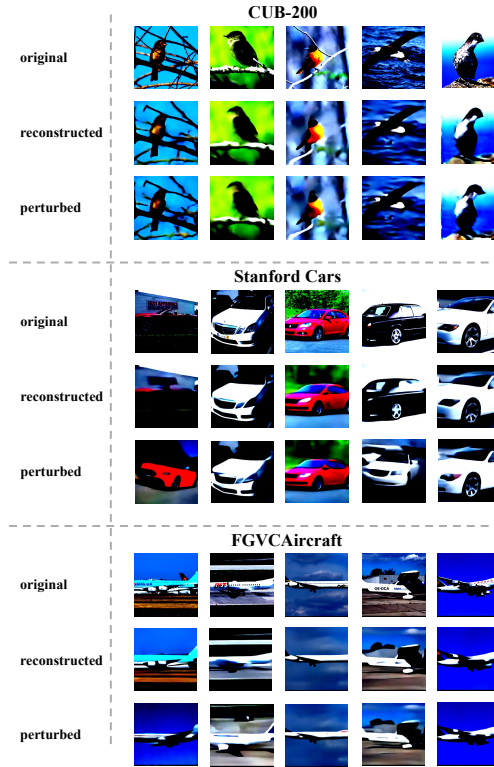 CUB-200
original
reconstructed
perturbed
Stanford Cars
original
reconstructed
perturbed
FGVCAircraft
original
reconstructed
perturbed